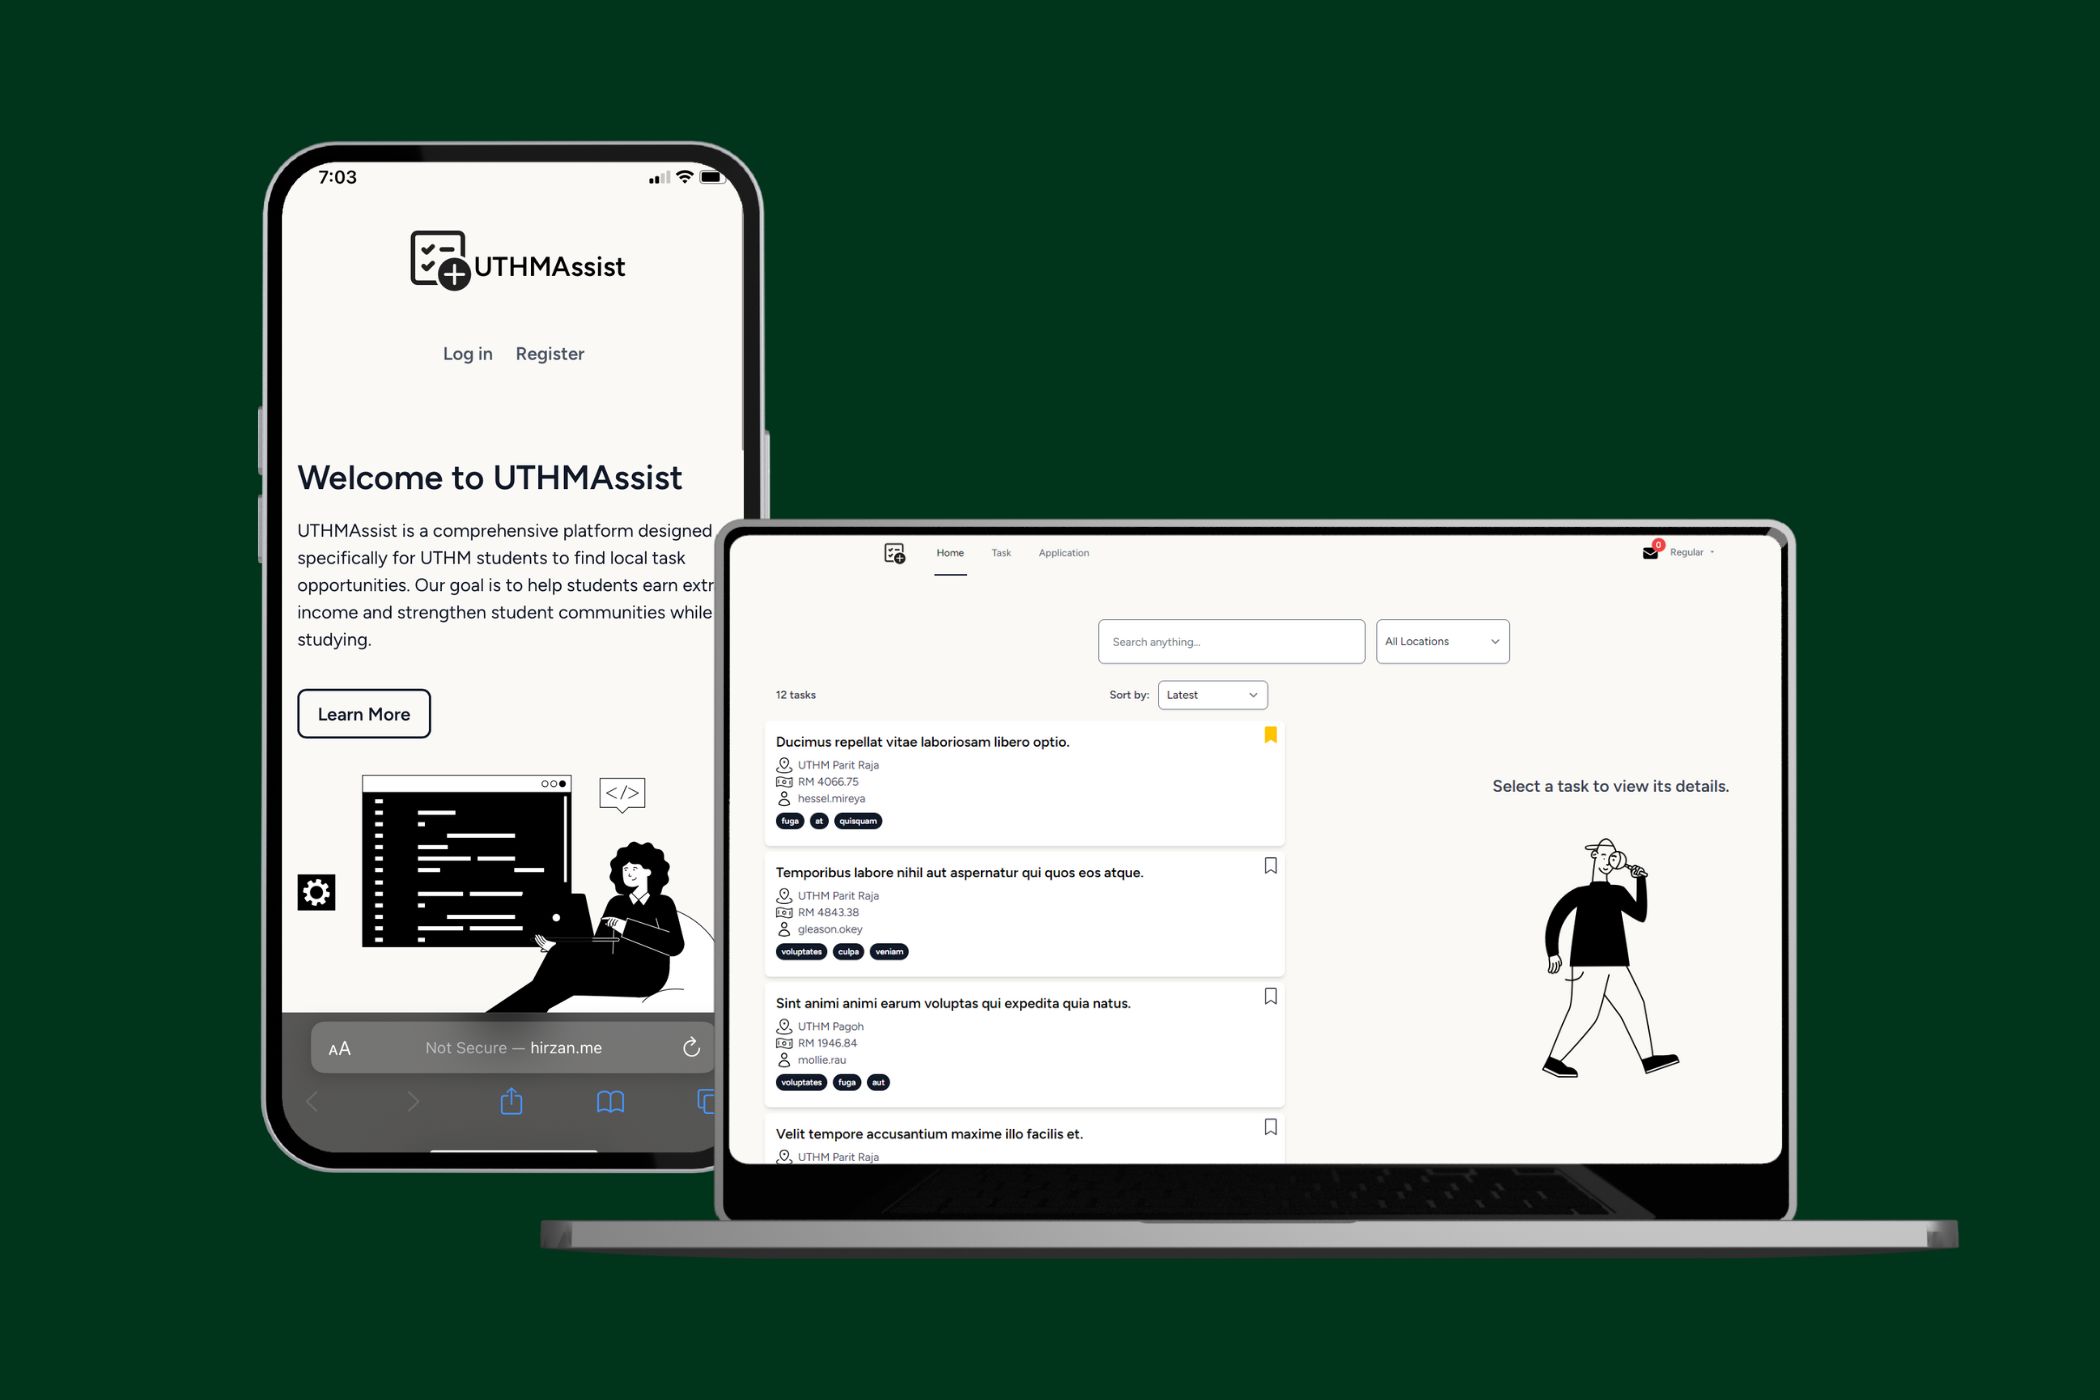 7:03
UTHMAssist
Log in Register
Welcome to UTHMAssist
UTHMAssist is a comprehensive platform designed
specifically for UTHM students to find local task
opportunities. Our goal is to help students earn
income and strengthen student communities while
studying.
Learn More
</>
AA Not Secure — hirzan.me
Home Task Application 0 Regular
Search anything... All Locations
12 tasks Sort by: Latest
Ducimus repellat vitae laboriosam libero optio.
UTHM Parit Raja
RM 4066.75
hessel.mireya
fuga at quisquam
Temporibus labore nihil aut aspernatur qui quos eos atque.
UTHM Parit Raja
RM 4843.38
gleason.okey
voluptates culpa veniam
Sint animi animi earum voluptas qui expedita quia natus.
UTHM Pagoh
RM 1946.84
mollie.rau
voluptates fuga aut
Velit tempore accusantium maxime illo facilis et.
UTHM Parit Raja
Select a task to view its details.